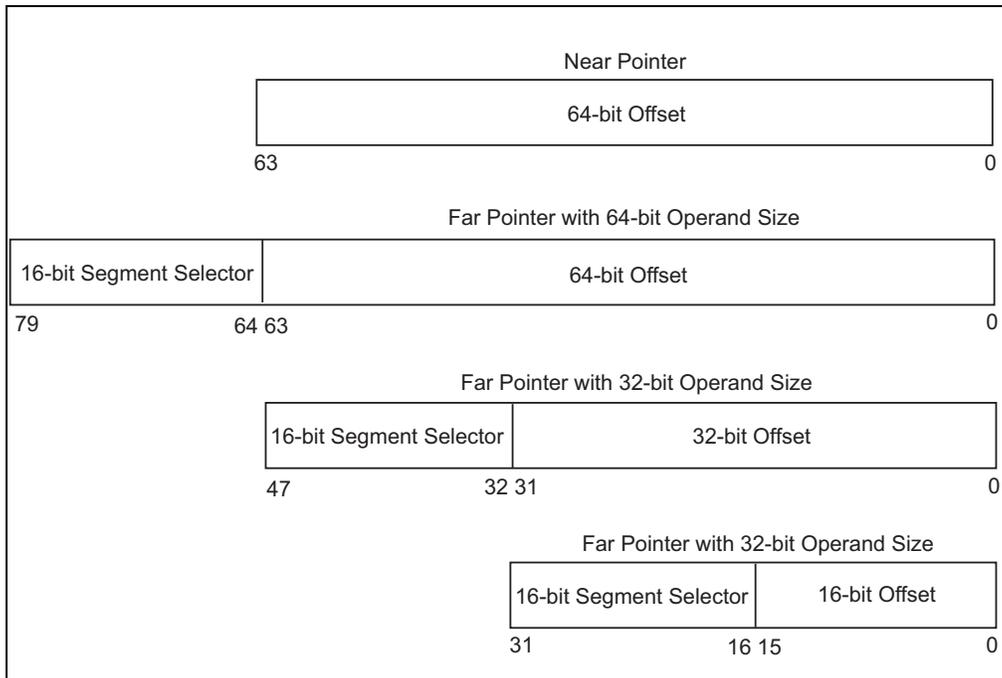 Near Pointer
64-bit Offset
63 0
Far Pointer with 64-bit Operand Size
16-bit Segment Selector 64-bit Offset
79 64 63 0
Far Pointer with 32-bit Operand Size
16-bit Segment Selector 32-bit Offset
47 32 31 0
Far Pointer with 32-bit Operand Size
16-bit Segment Selector 16-bit Offset
31 16 15 0